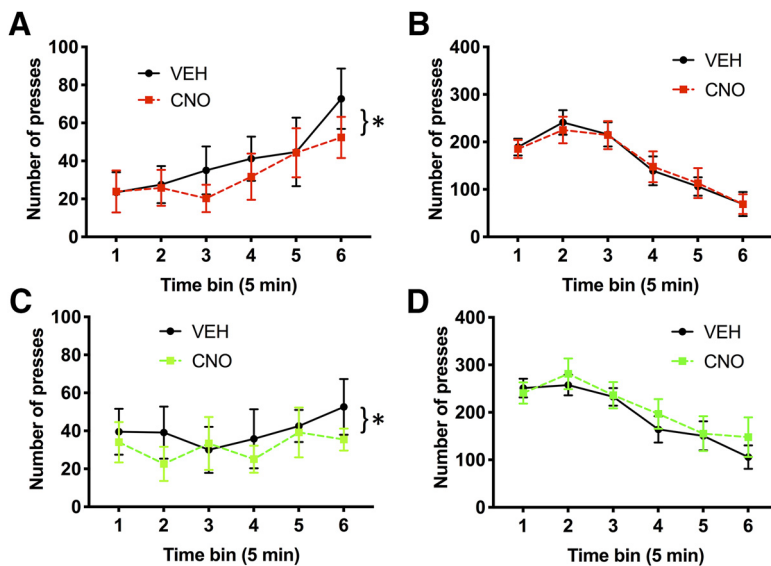 A
100
80
60
40
20
0
Number of presses
VEH
CNO
}*
1 2 3 4 5 6
Time bin (5 min)
B
400
300
200
100
0
Number of presses
VEH
CNO
1 2 3 4 5 6
Time bin (5 min)
C
100
80
60
40
20
0
Number of presses
VEH
CNO
}*
1 2 3 4 5 6
Time bin (5 min)
D
400
300
200
100
0
Number of presses
VEH
CNO
1 2 3 4 5 6
Time bin (5 min)